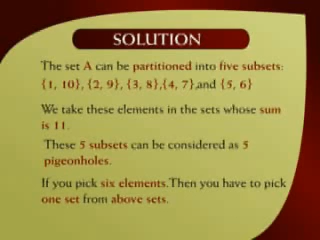 SOLUTION
The set A can be partitioned into five subsets:
{1, 10}, {2, 9}, {3, 8},{4, 7},and {5, 6}
We take these elements in the sets whose sum
is 11.
These 5 subsets can be considered as 5
pigeonholes.
If you pick six elements.Then you have to pick
one set from above sets.